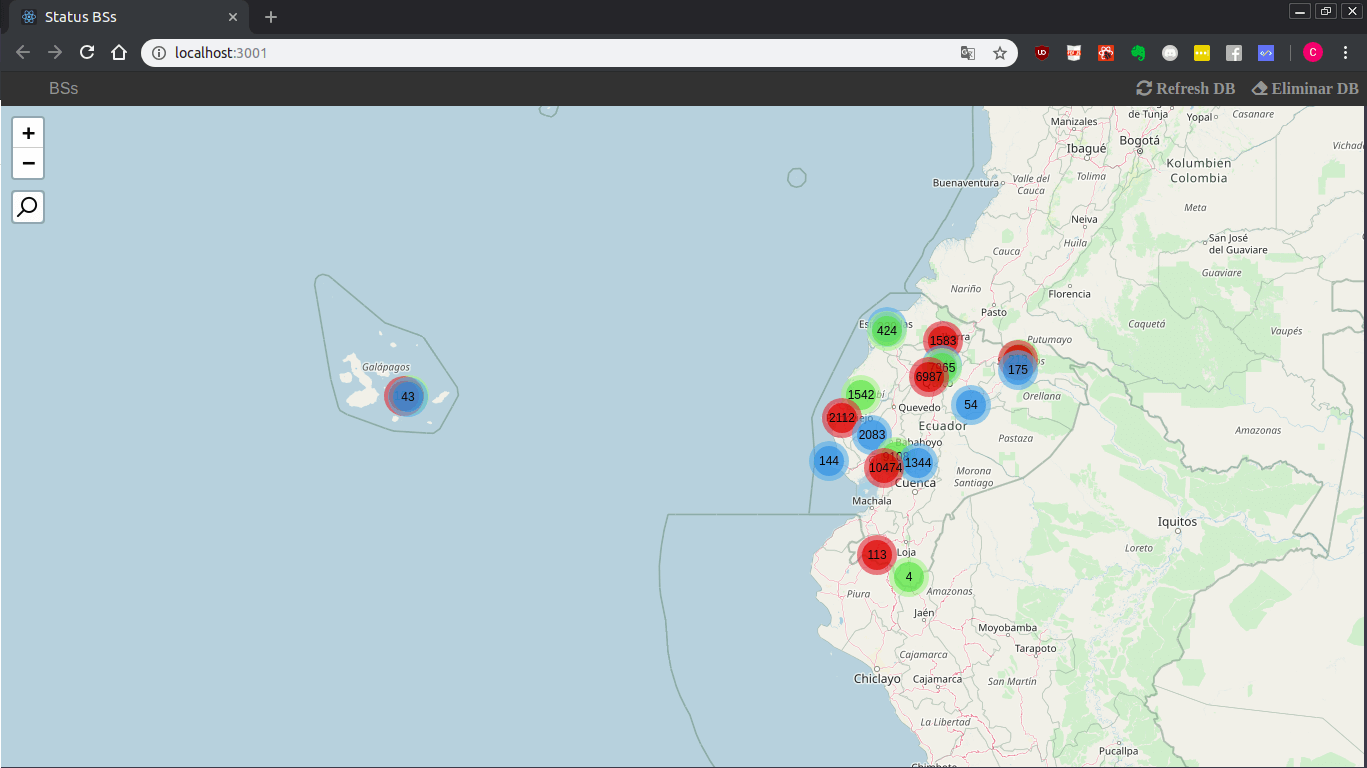 Status BSs
localhost:3001
BSs
Refresh DB
Eliminar DB
+
−
de Tunja
Yopal
Casanare
Manizales
Bogotá
Ibagué
Vichad
Kolumbien
Colombia
Buenaventura
Valle del
Cauca
Tolima
Meta
Neiva
San José
del Guaviare
Cauca
Huila
Guaviare
Nariño
Florencia
Pasto
Caquetá
Vaupés
424
1583
Putumayo
Galápagos
6987
175
43
1542
54
Orellana
Quevedo
2112
Ecuador
Amazonas
2083
Pastaza
Babahoyo
144
10474
1344
Morona
Santiago
Cuenca
Machala
Iquitos
Loreto
113
Loja
4
Piura
Amazonas
Jaén
Moyobamba
Tarapoto
Cajamarca
Chiclayo
Cajamarca
San Martin
La Libertad
Pucallpa
Chimbote
C